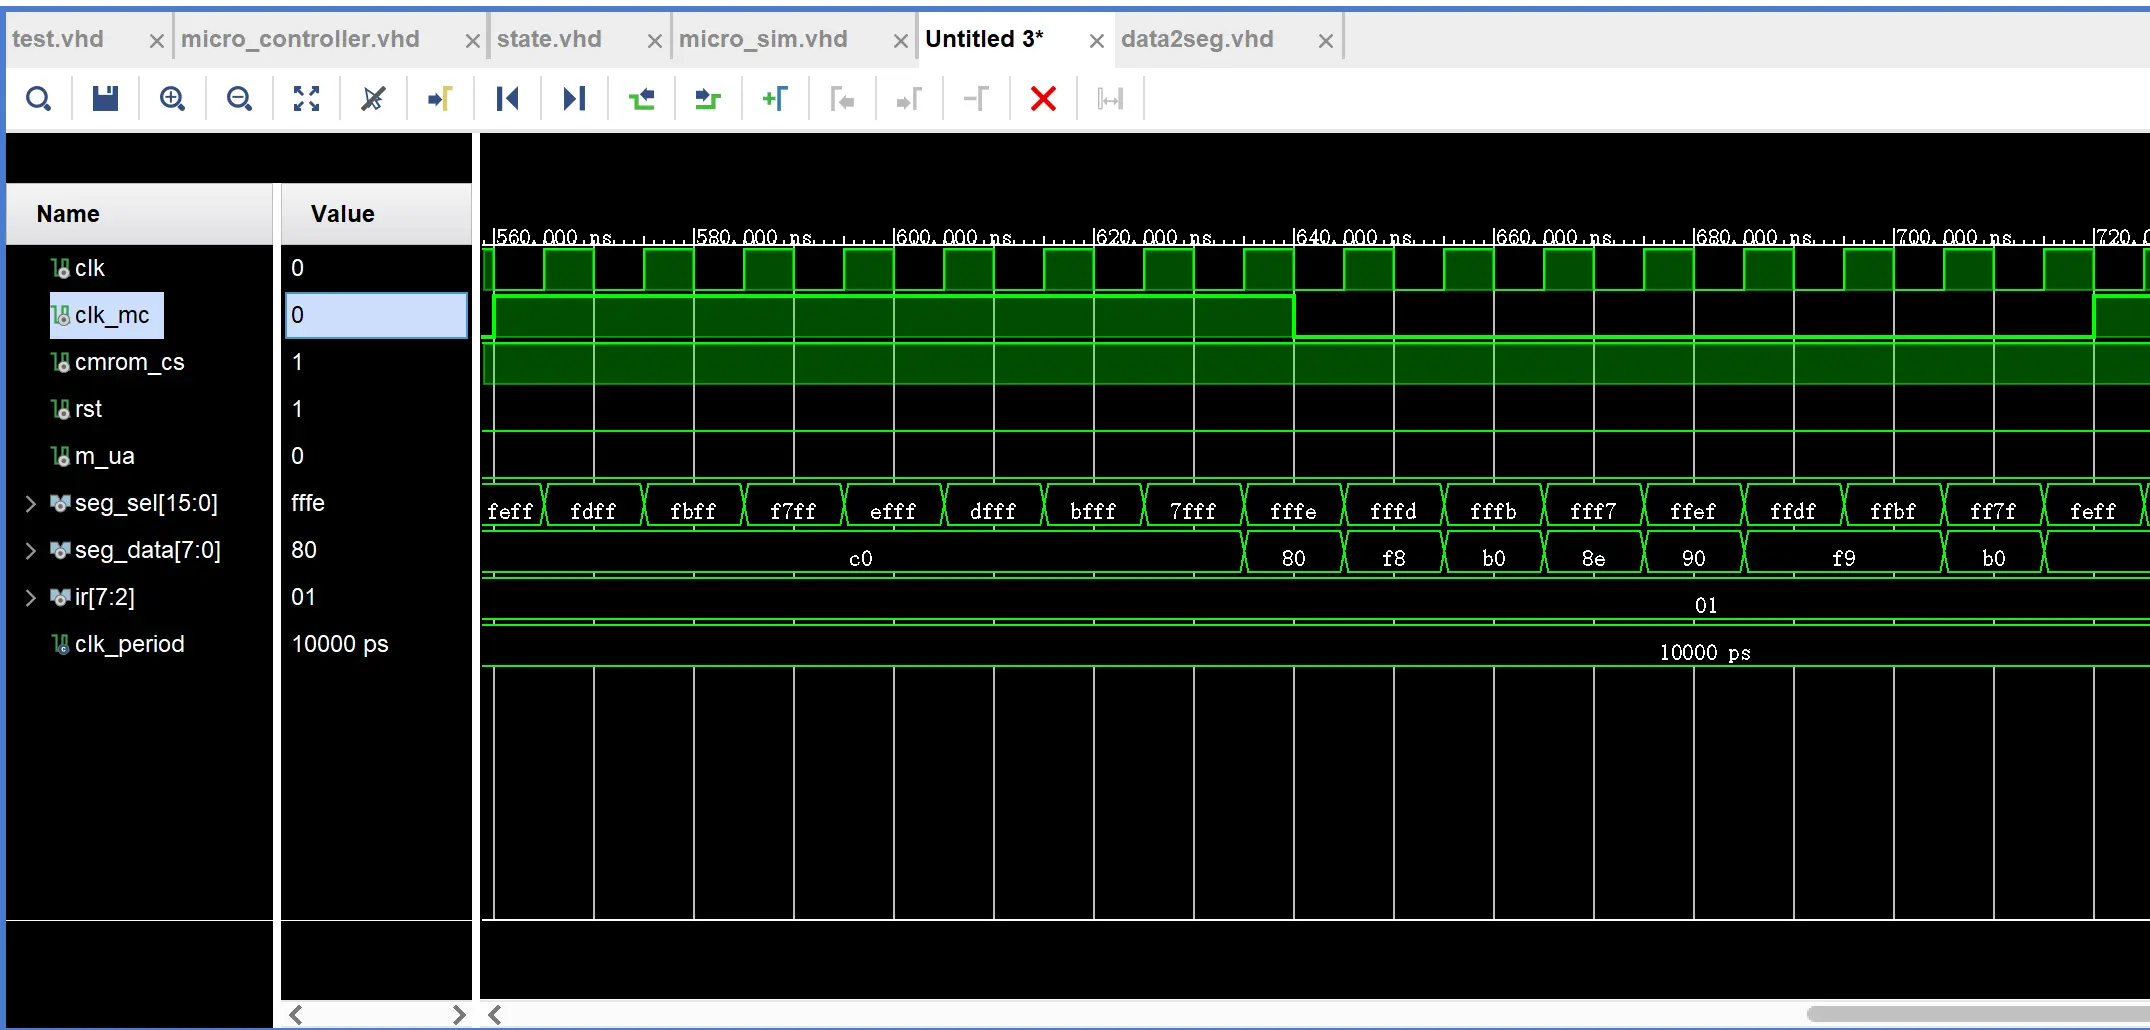 test.vhd micro_controller.vhd state.vhd micro_sim.vhd Untitled 3* data2seg.vhd
Name Value
560.000 ns 580.000 ns 600.000 ns 620.000 ns 640.000 ns 660.000 ns 680.000 ns 700.000 ns
clk 0
clk_mc 0
cmrom_cs 1
rst 1
m_ua 0
seg_sel[15:0] fffe feff fdff fbff f7ff efff dfff bfff 7fff fffe fffd fffb fff7 ffef ffdf ffbf ff7f feff
seg_data[7:0] 80 c0 80 f8 b0 8e 90 f9 b0
ir[7:2] 01 01
clk_period 10000 ps 10000 ps